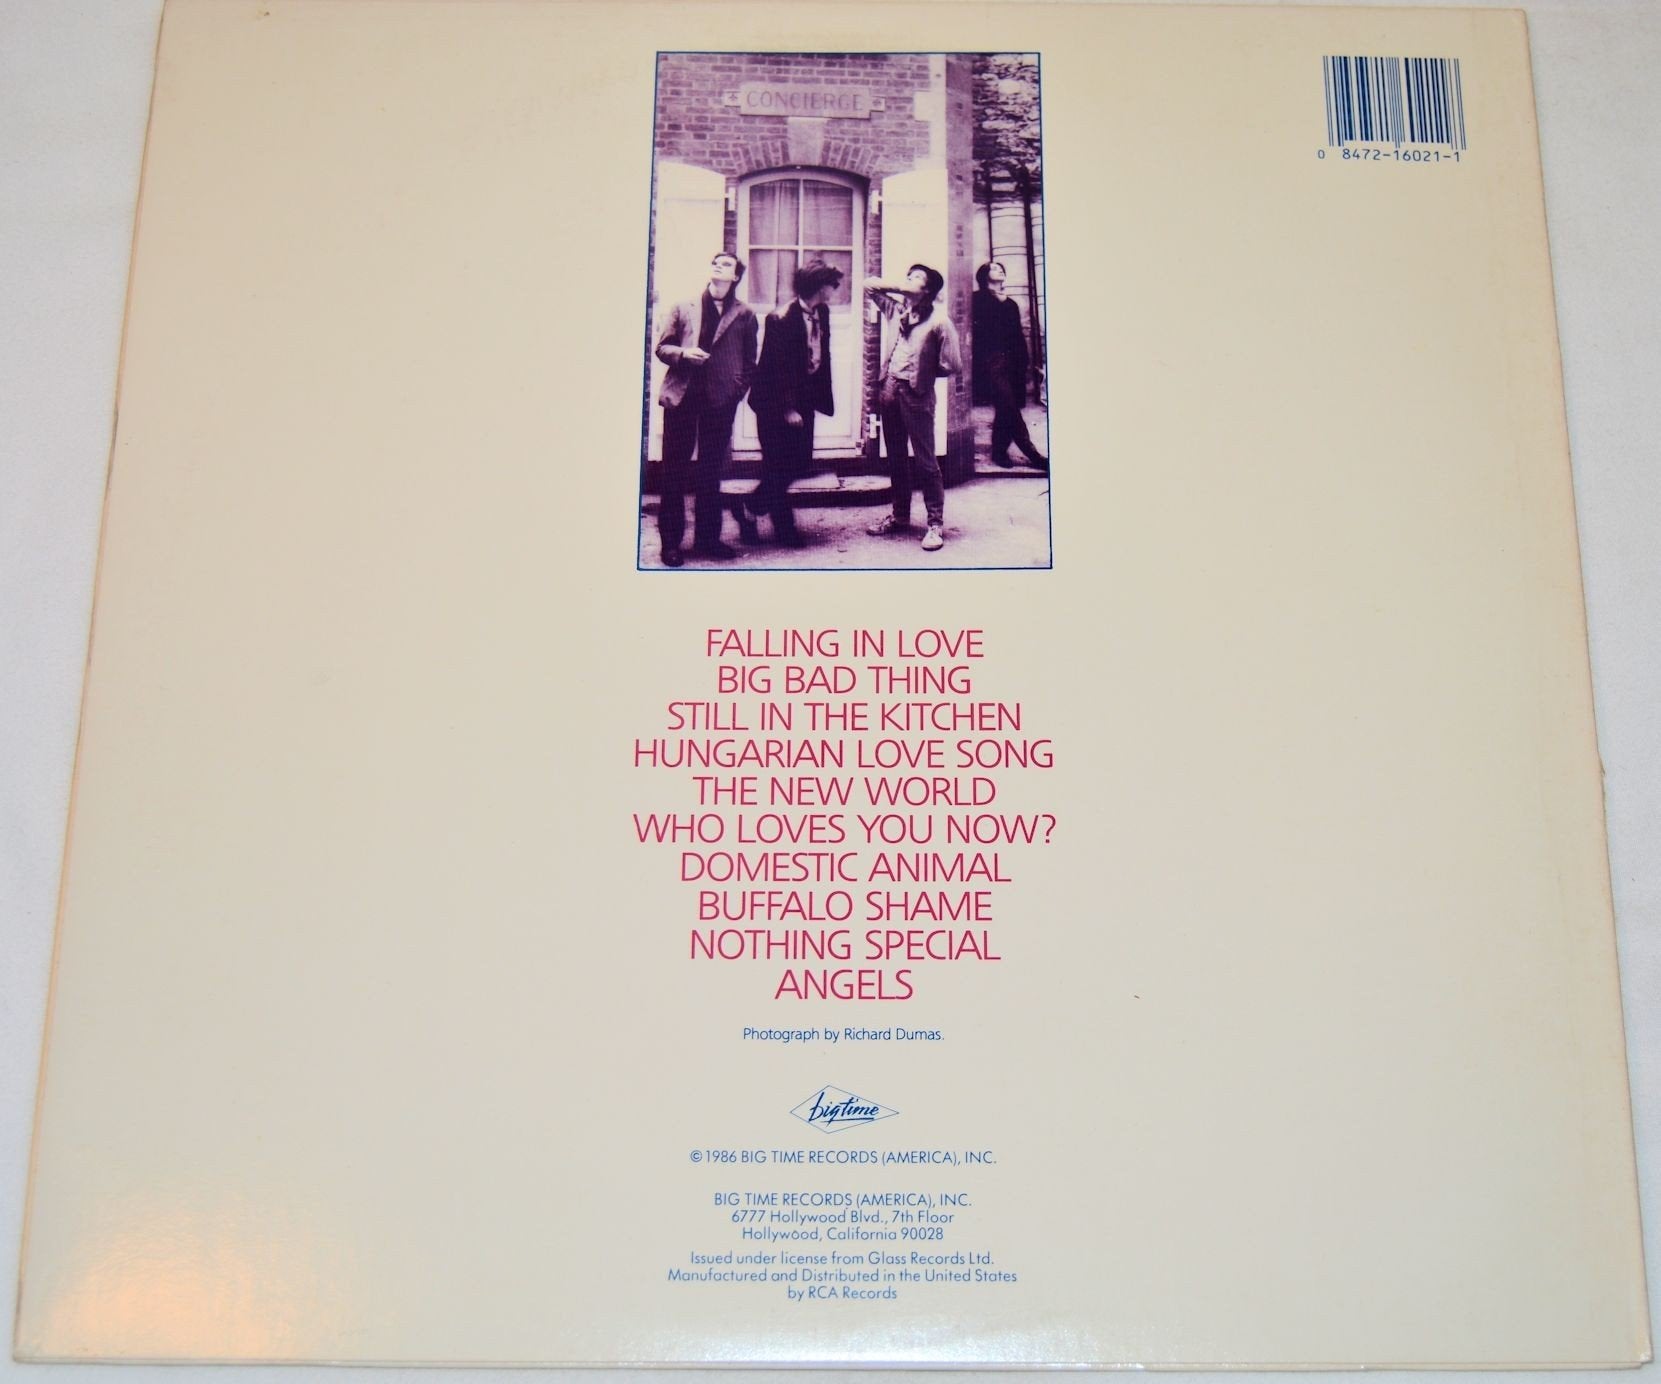 CONCIERGE
0 8472-16021-1
FALLING IN LOVE
BIG BAD THING
STILL IN THE KITCHEN
HUNGARIAN LOVE SONG
THE NEW WORLD
WHO LOVES YOU NOW?
DOMESTIC ANIMAL
BUFFALO SHAME
NOTHING SPECIAL
ANGELS
Photograph by Richard Dumas.
bigtime
© 1986 BIG TIME RECORDS (AMERICA), INC.
BIG TIME RECORDS (AMERICA), INC.
6777 Hollywood Blvd., 7th Floor
Hollywood, California 90028
Issued under license from Glass Records Ltd.
Manufactured and Distributed in the United States
by RCA Records